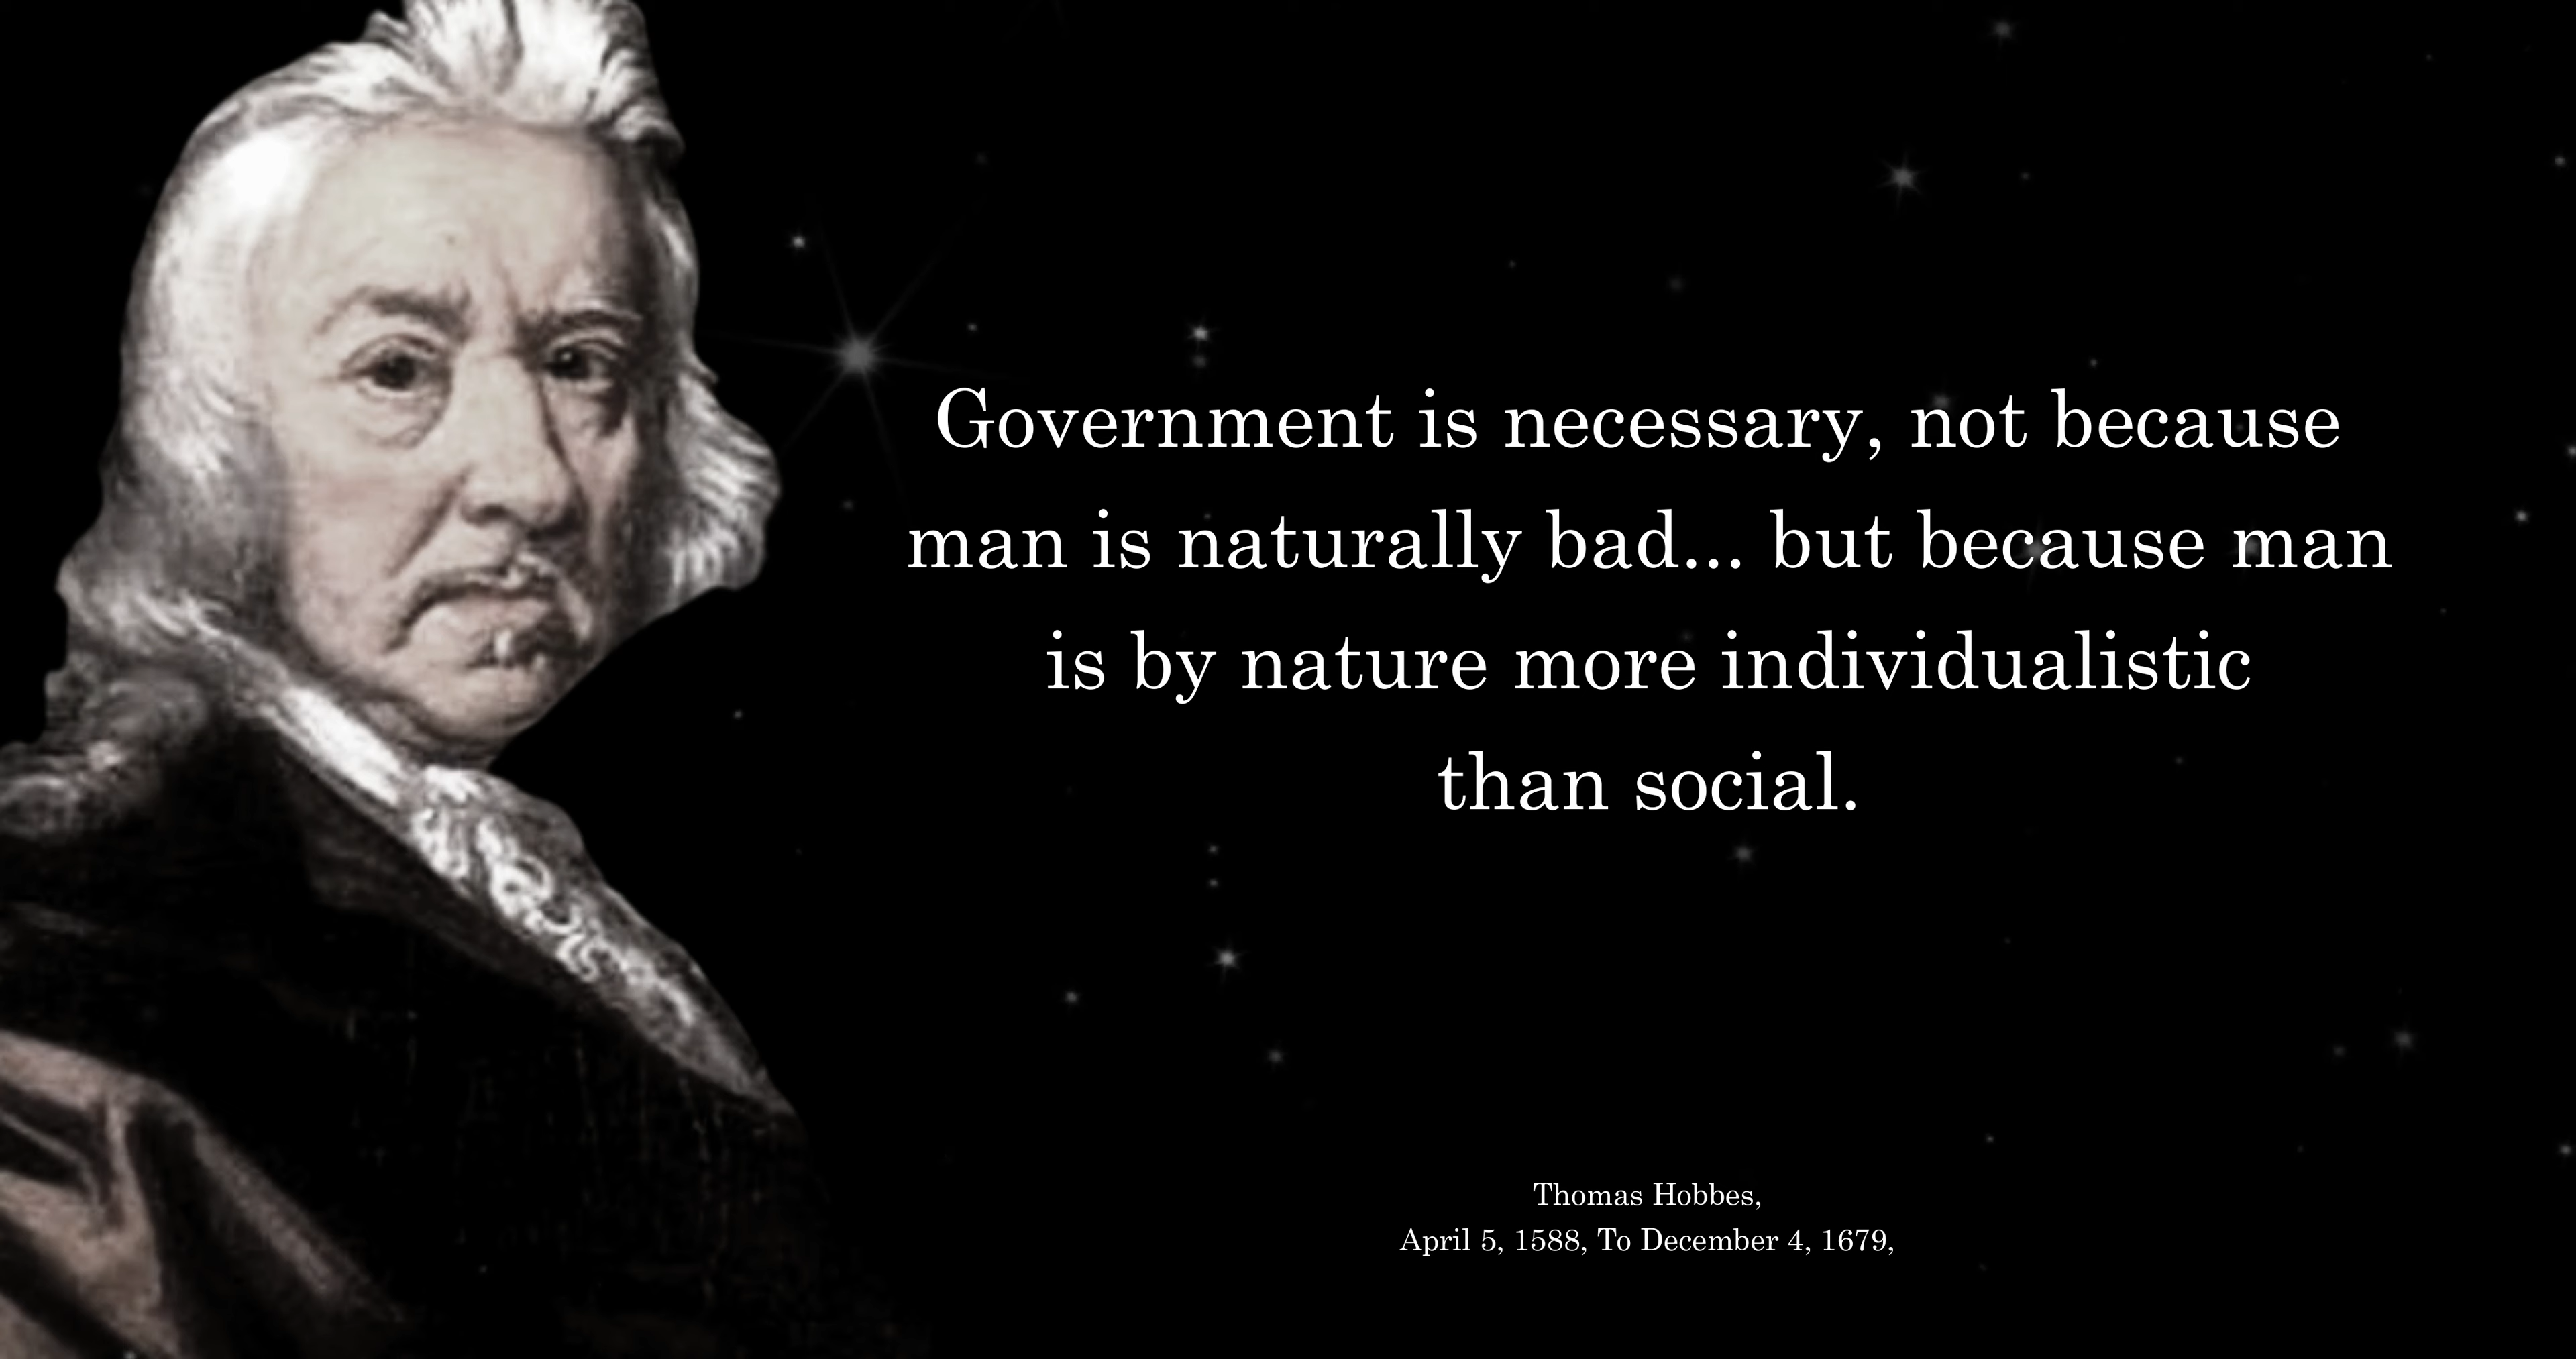 Government is necessary, not because
man is naturally bad... but because man
is by nature more individualistic
than social.
Thomas Hobbes,
April 5, 1588, To December 4, 1679,